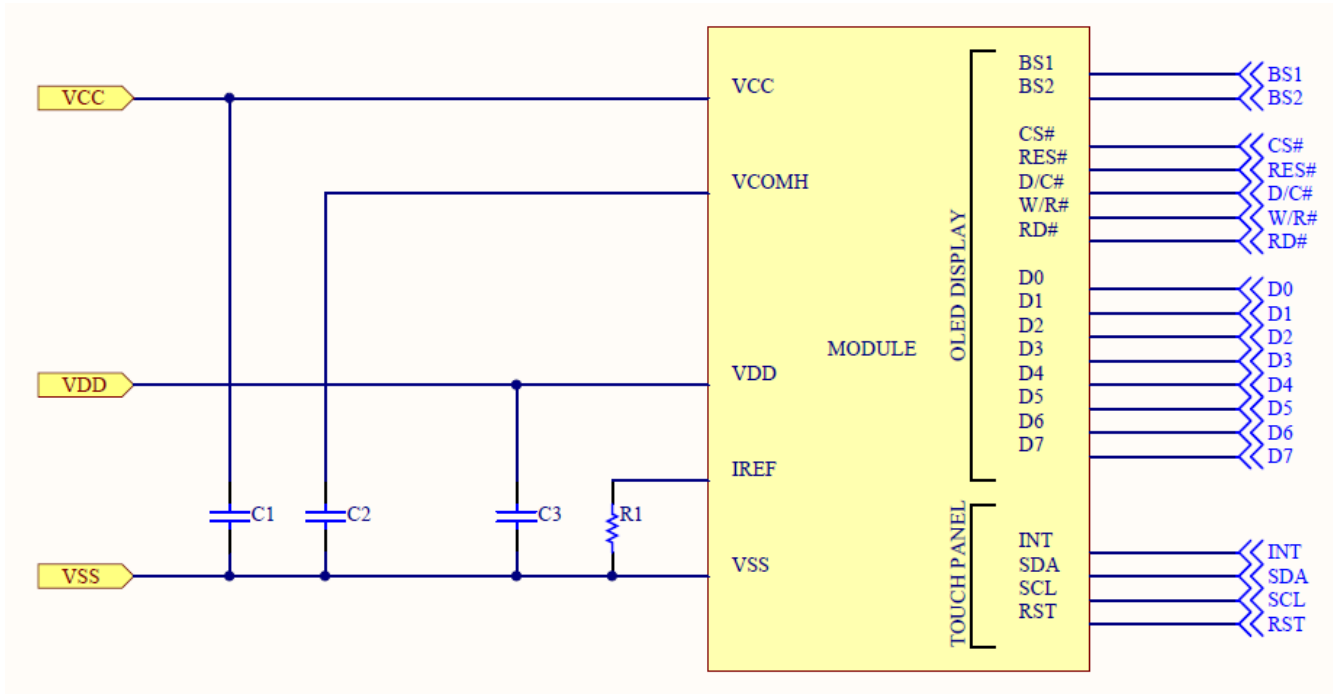 VCC
VDD
VSS
C1
C2
C3
R1
VCC
VCOMH
VDD
IREF
VSS
MODULE
OLED DISPLAY
BS1
BS2
CS#
RES#
D/C#
W/R#
RD#
D0
D1
D2
D3
D4
D5
D6
D7
TOUCH PANEL
INT
SDA
SCL
RST
BS1
BS2
CS#
RES#
D/C#
W/R#
RD#
D0
D1
D2
D3
D4
D5
D6
D7
INT
SDA
SCL
RST